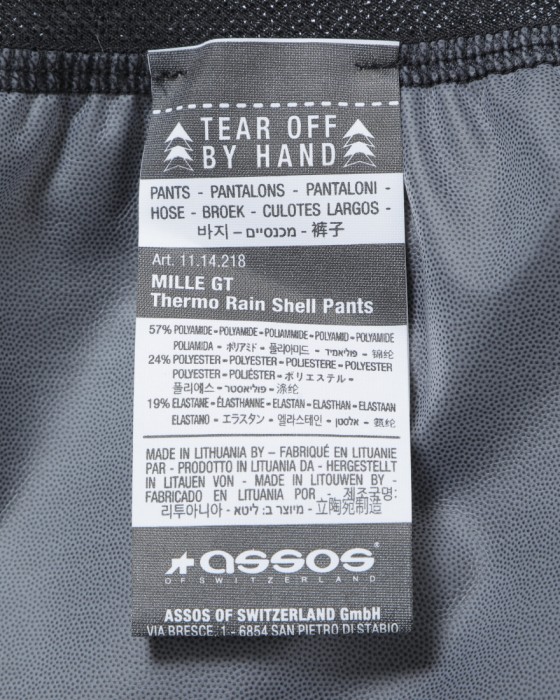 TEAR OFF
BY HAND
PANTS - PANTALONS - PANTALONI -
HOSE - BROEK - CULOTES LARGOS -
바지 - מכנסיים - 裤子
Art. 11.14.218
MILLE GT
Thermo Rain Shell Pants
57% POLYAMIDE - POLYAMIDE - POLIAMMIDE - POLYAMID - POLYAMIDE
POLIAMIDA - ポリアミド - 폴리아미드 - פוליאמיד - 锦纶
24% POLYESTER - POLYESTER - POLIESTERE - POLYESTER
POLYESTER - POLIÉSTER - ポリエステル -
폴리에스 - פוליאסטר - 涤纶
19% ELASTANE - ÉLASTHANNE - ELASTAN - ELASTHAN - ELASTAAN
ELASTANO - エラスタン - 엘라스테인 - אלסטן - 氨纶
MADE IN LITHUANIA BY - FABRIQUÉ EN LITUANIE
PAR - PRODOTTO IN LITUANIA DA - HERGESTELLT
IN LITAUEN VON - MADE IN LITOUWEN BY -
FABRICADO EN LITUANIA POR - 제조국명:
리투아니아 - מיוצר ב: ליטא - 立陶宛制造
assos
OF SWITZERLAND
ASSOS OF SWITZERLAND GmbH
VIA BRESCE 1 - 6854 SAN PIETRO DI STABIO